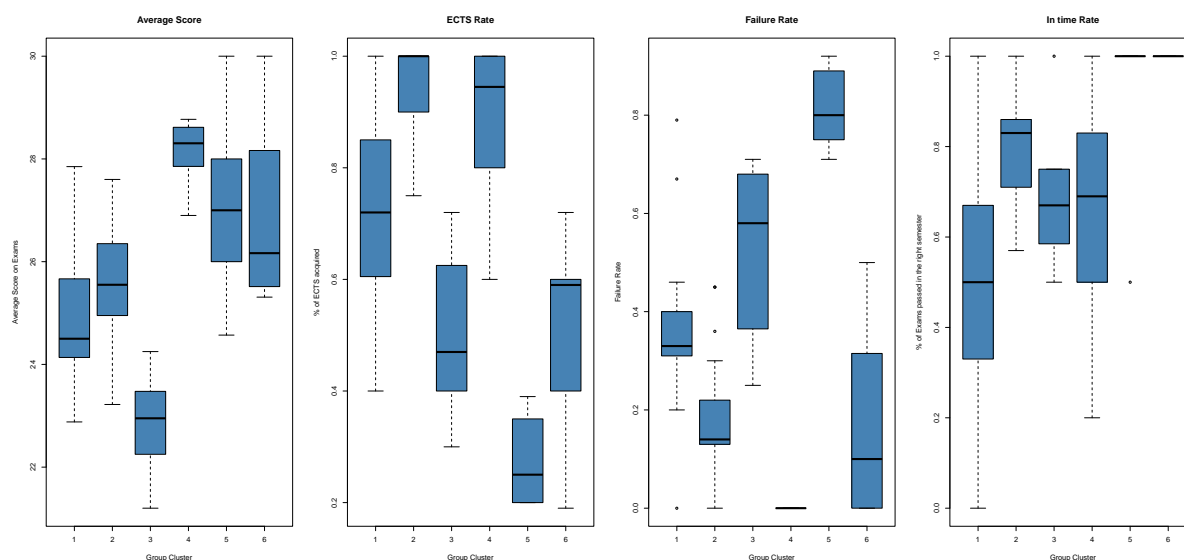 Average Score
Average Score on Exams
30
28
26
24
22
1 2 3 4 5 6
Group Cluster
ECTS Rate
% of ECTS acquired
1.0
0.8
0.6
0.4
0.2
1 2 3 4 5 6
Group Cluster
Failure Rate
Failure Rate
0.8
0.6
0.4
0.2
0.0
1 2 3 4 5 6
Group Cluster
In time Rate
% of Exams passed in the right semester
1.0
0.8
0.6
0.4
0.2
0.0
1 2 3 4 5 6
Group Cluster